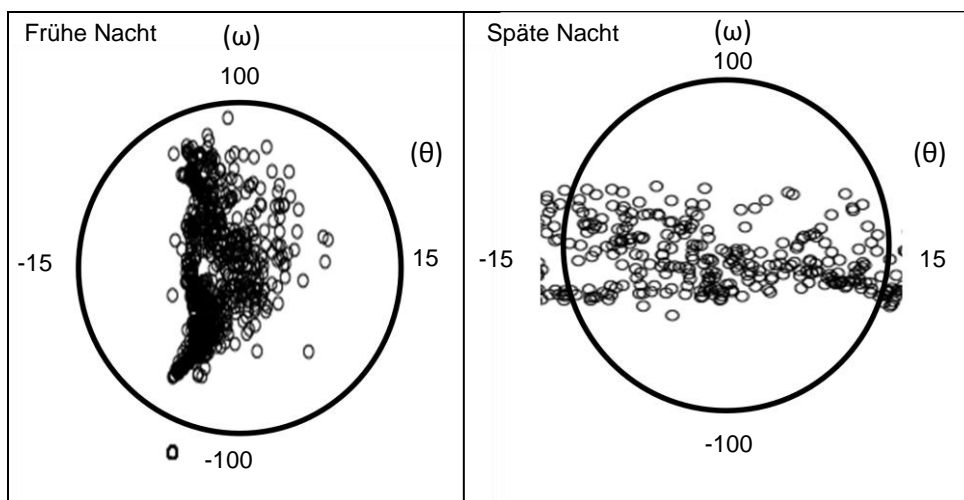 Frühe Nacht
(ω)
100
(θ)
-15
15
-100
Späte Nacht
(ω)
100
(θ)
-15
15
-100